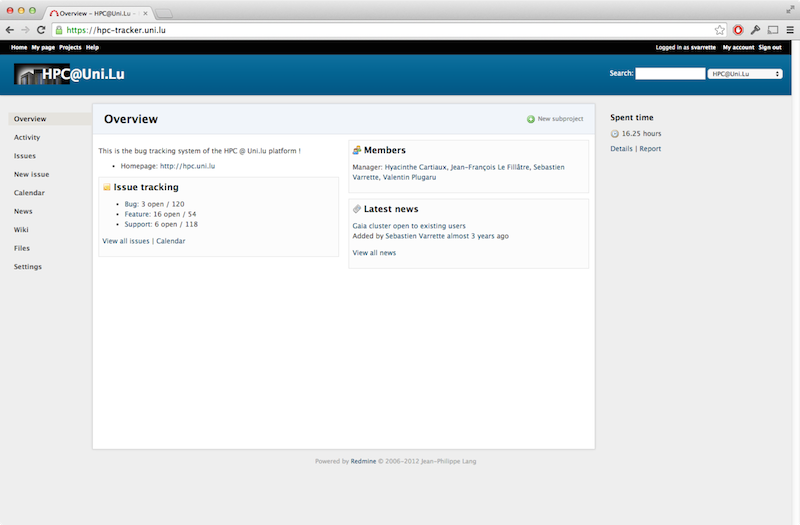 Overview - HPC@Uni.Lu -
https://hpc-tracker.uni.lu
Home My page Projects Help
Logged in as svarrette My account Sign out
HPC@Uni.Lu
Search:
HPC@Uni.Lu
Overview
Activity
Issues
New issue
Calendar
News
Wiki
Files
Settings
Overview
New subproject
This is the bug tracking system of the HPC @ Uni.lu platform !
• Homepage: http://hpc.uni.lu
Issue tracking
• Bug: 3 open / 120
• Feature: 16 open / 54
• Support: 6 open / 118
View all issues | Calendar
Members
Manager: Hyacinthe Cartiaux, Jean-François Le Fillâtre, Sebastien
Varrette, Valentin Plugaru
Latest news
Gaia cluster open to existing users
Added by Sebastien Varrette almost 3 years ago
View all news
Spent time
16.25 hours
Details | Report
Powered by Redmine © 2006-2012 Jean-Philippe Lang